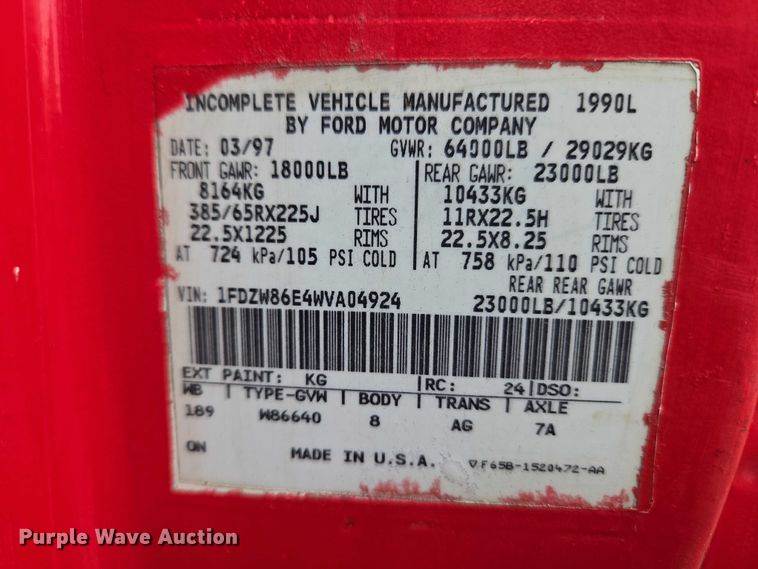 INCOMPLETE VEHICLE MANUFACTURED 1990L
BY FORD MOTOR COMPANY
DATE: 03/97 GVWR: 64000LB / 29029KG
FRONT GAWR: 18000LB REAR GAWR: 23000LB
8164KG WITH 10433KG WITH
385/65RX225J TIRES 11RX22.5H TIRES
22.5X1225 RIMS 22.5X8.25 RIMS
AT 724 kPa/105 PSI COLD AT 758 kPa/110 PSI COLD
REAR REAR GAWR
VIN: 1FDZW86E4WVA04924 23000LB/10433KG
EXT PAINT: KG RC: 24 DSO:
WB TYPE-GVW BODY TRANS AXLE
189 W86640 8 AG 7A
ON MADE IN U.S.A. ▽F65B-1520472-AA
Purple Wave Auction